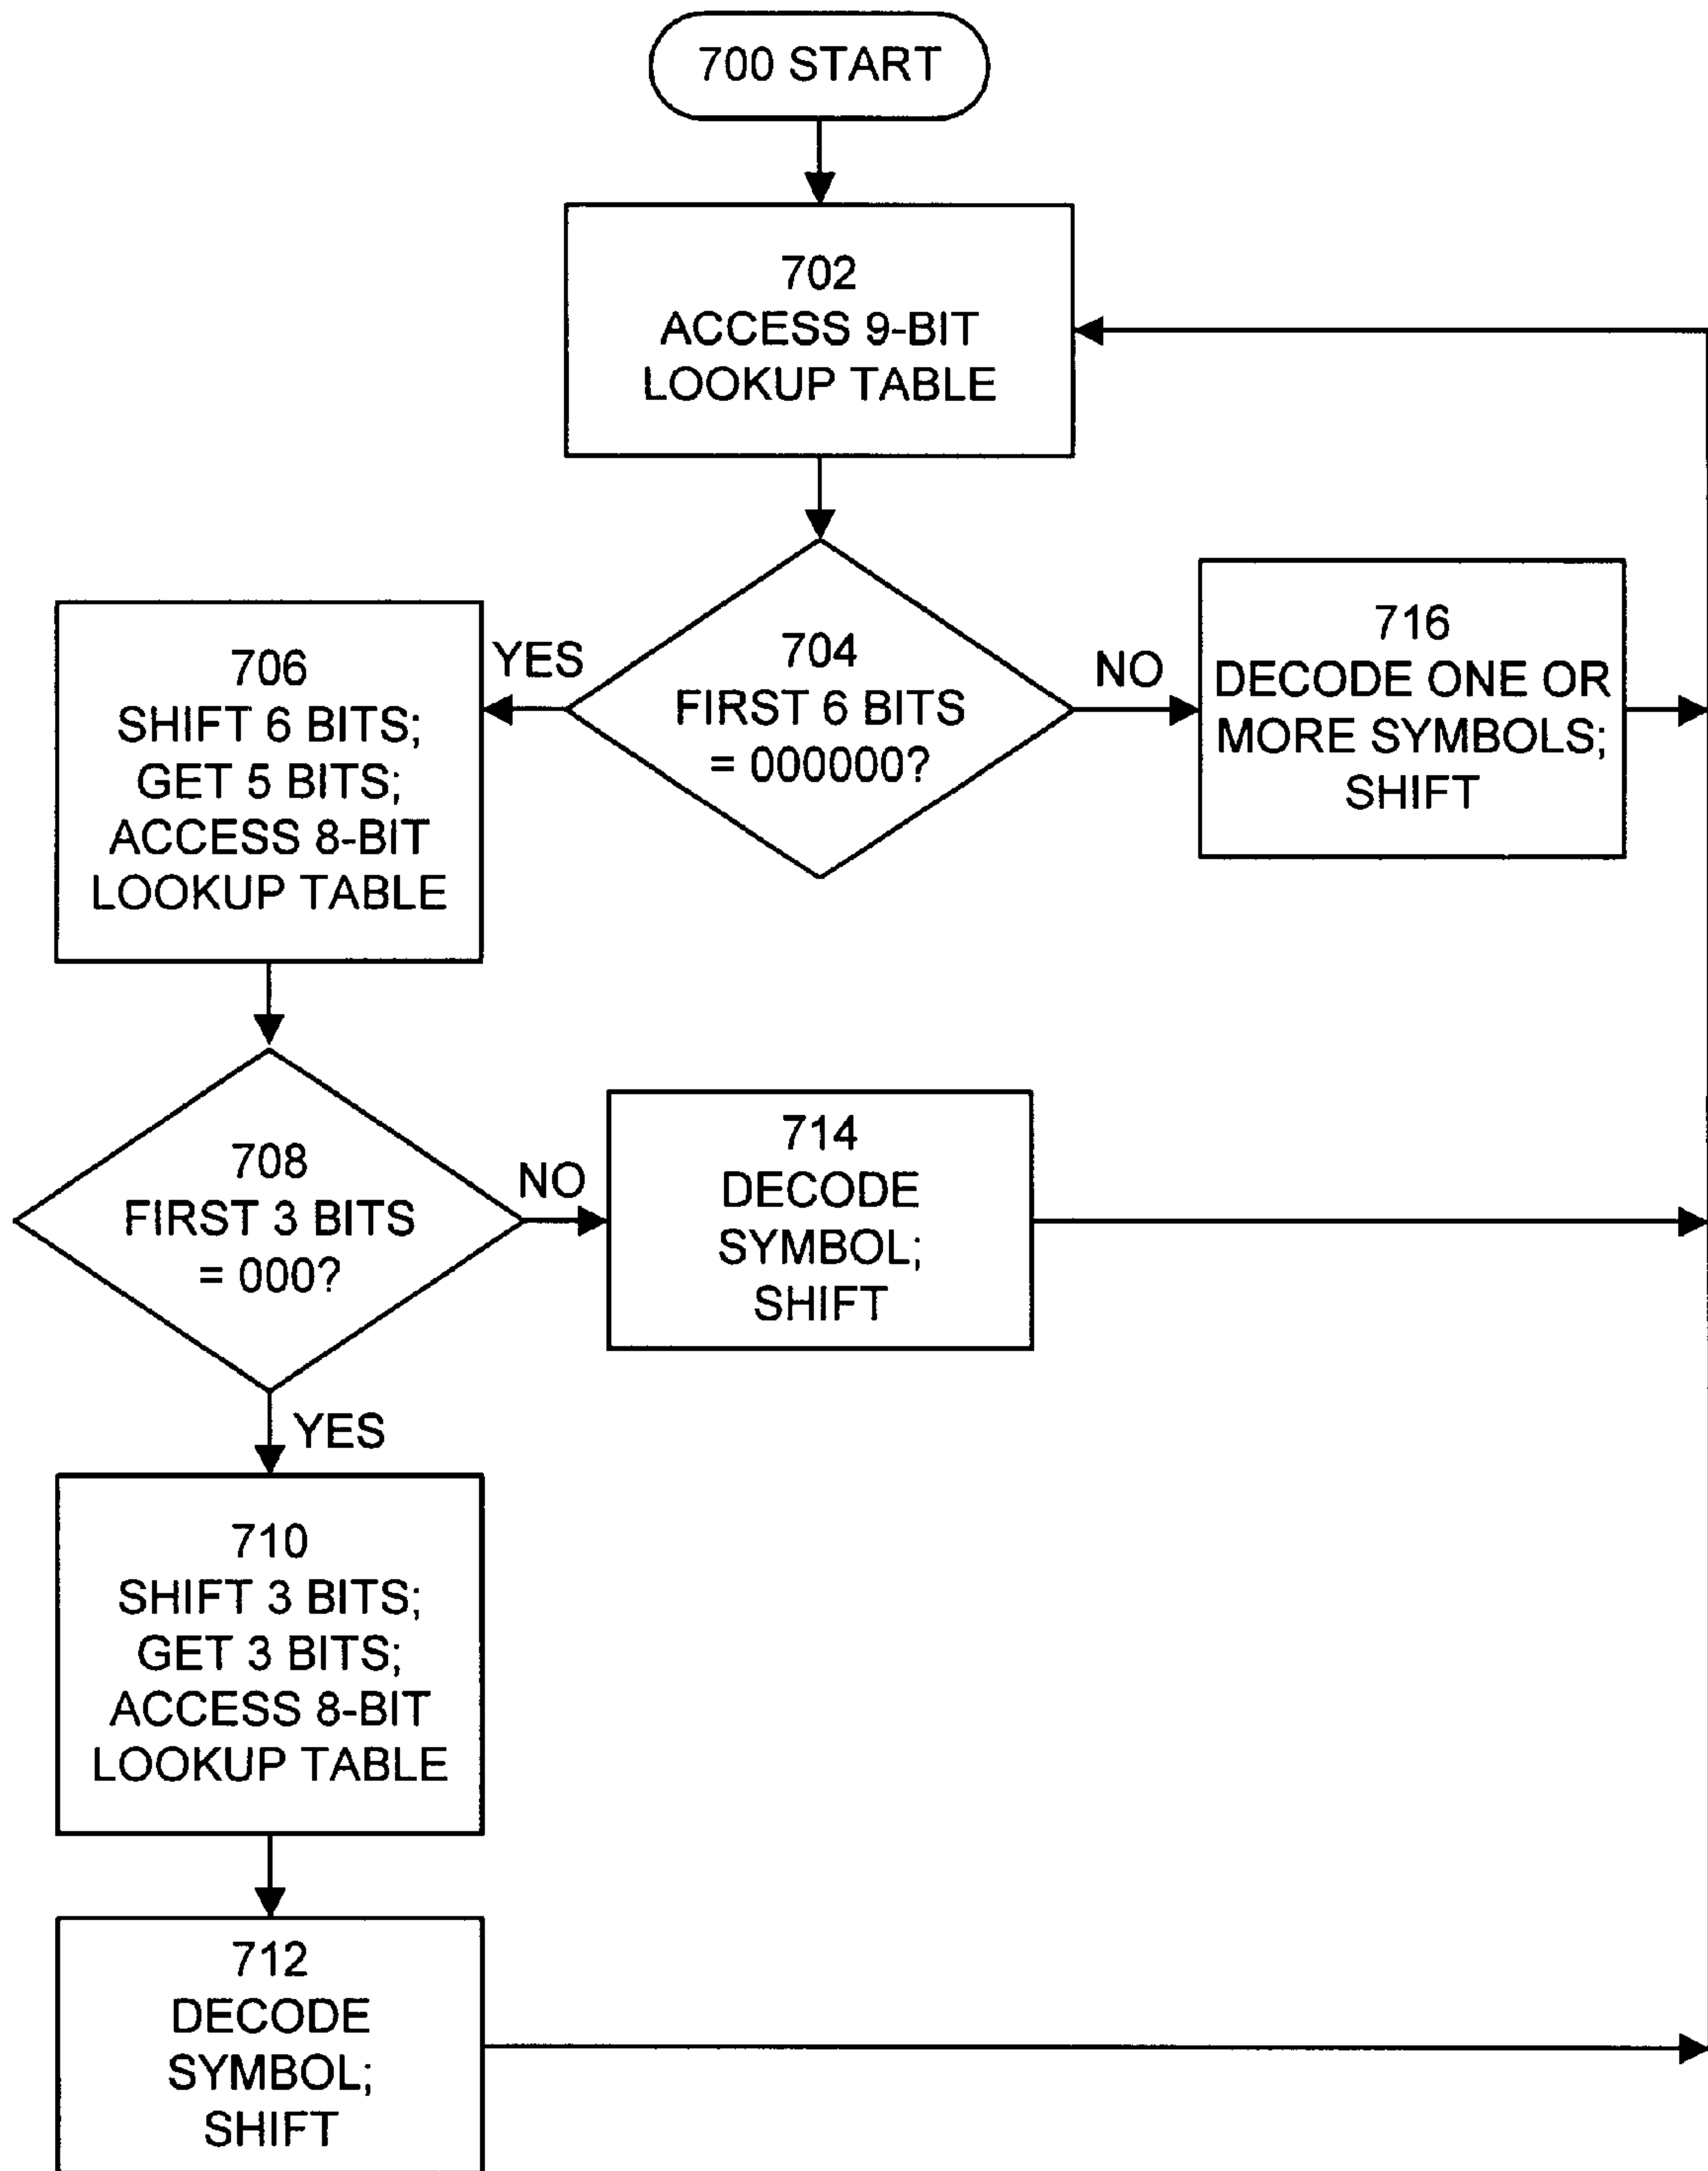 700 START
702
ACCESS 9-BIT
LOOKUP TABLE
704
FIRST 6 BITS
= 000000?
YES
NO
706
SHIFT 6 BITS;
GET 5 BITS;
ACCESS 8-BIT
LOOKUP TABLE
716
DECODE ONE OR
MORE SYMBOLS;
SHIFT
708
FIRST 3 BITS
= 000?
NO
YES
714
DECODE
SYMBOL;
SHIFT
710
SHIFT 3 BITS;
GET 3 BITS;
ACCESS 8-BIT
LOOKUP TABLE
712
DECODE
SYMBOL;
SHIFT